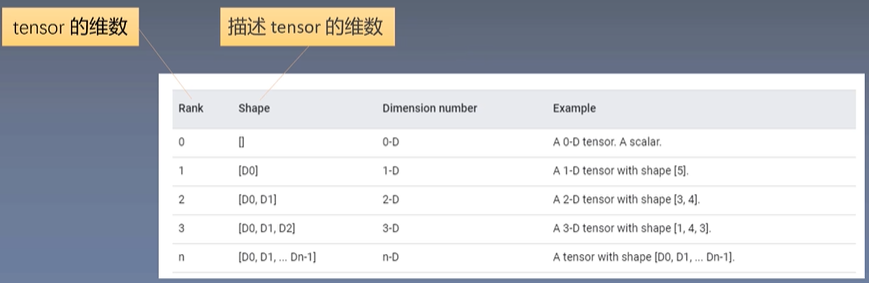 tensor 的维数
描述 tensor 的维数
Rank Shape Dimension number Example
0 [] 0-D A 0-D tensor. A scalar.
1 [D0] 1-D A 1-D tensor with shape [5].
2 [D0, D1] 2-D A 2-D tensor with shape [3, 4].
3 [D0, D1, D2] 3-D A 3-D tensor with shape [1, 4, 3].
n [D0, D1, ... Dn-1] n-D A tensor with shape [D0, D1, ... Dn-1].